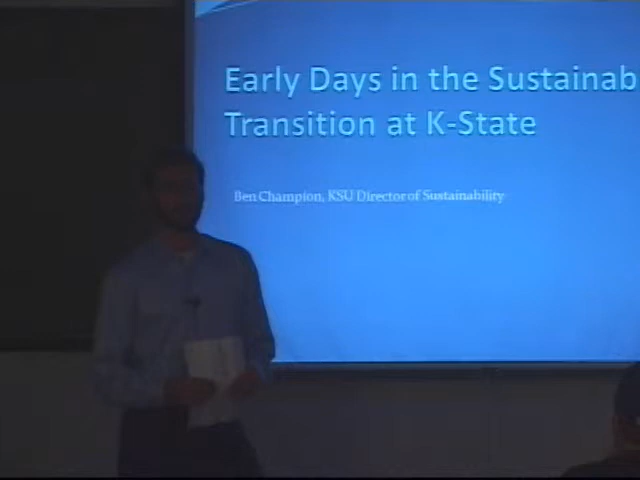 Early Days in the Sustainab
Transition at K-State
Ben Champion, KSU Director of Sustainability